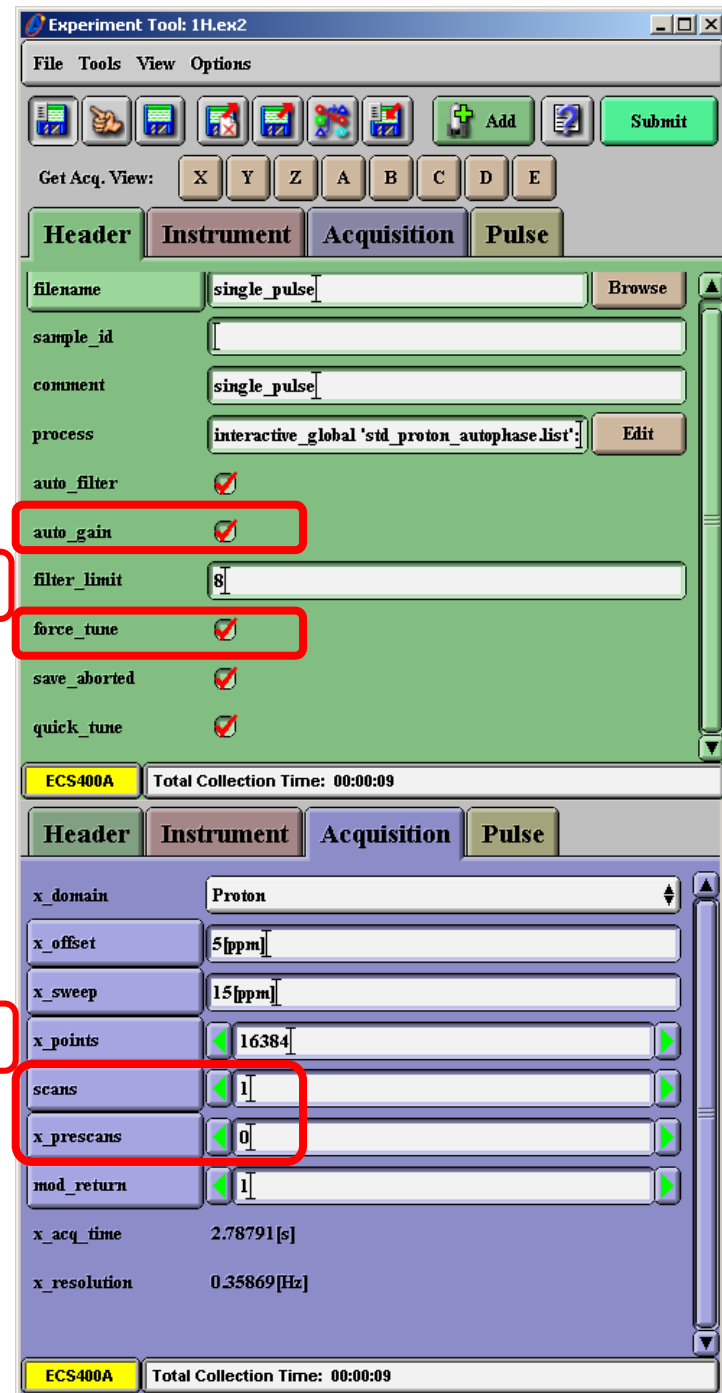 Experiment Tool: 1H.ex2
File Tools View Options
Add Submit
Get Acq. View: X Y Z A B C D E
Header Instrument Acquisition Pulse
filename single_pulse Browse
sample_id
comment single_pulse
process interactive_global 'std_proton_autophase.list': Edit
auto_filter
auto_gain
filter_limit 8
force_tune
save_aborted
quick_tune
ECS400A Total Collection Time: 00:00:09
Header Instrument Acquisition Pulse
x_domain Proton
x_offset 5[ppm]
x_sweep 15[ppm]
x_points 16384
scans 1
x_prescans 0
mod_return 1
x_acq_time 2.78791[s]
x_resolution 0.35869[Hz]
ECS400A Total Collection Time: 00:00:09